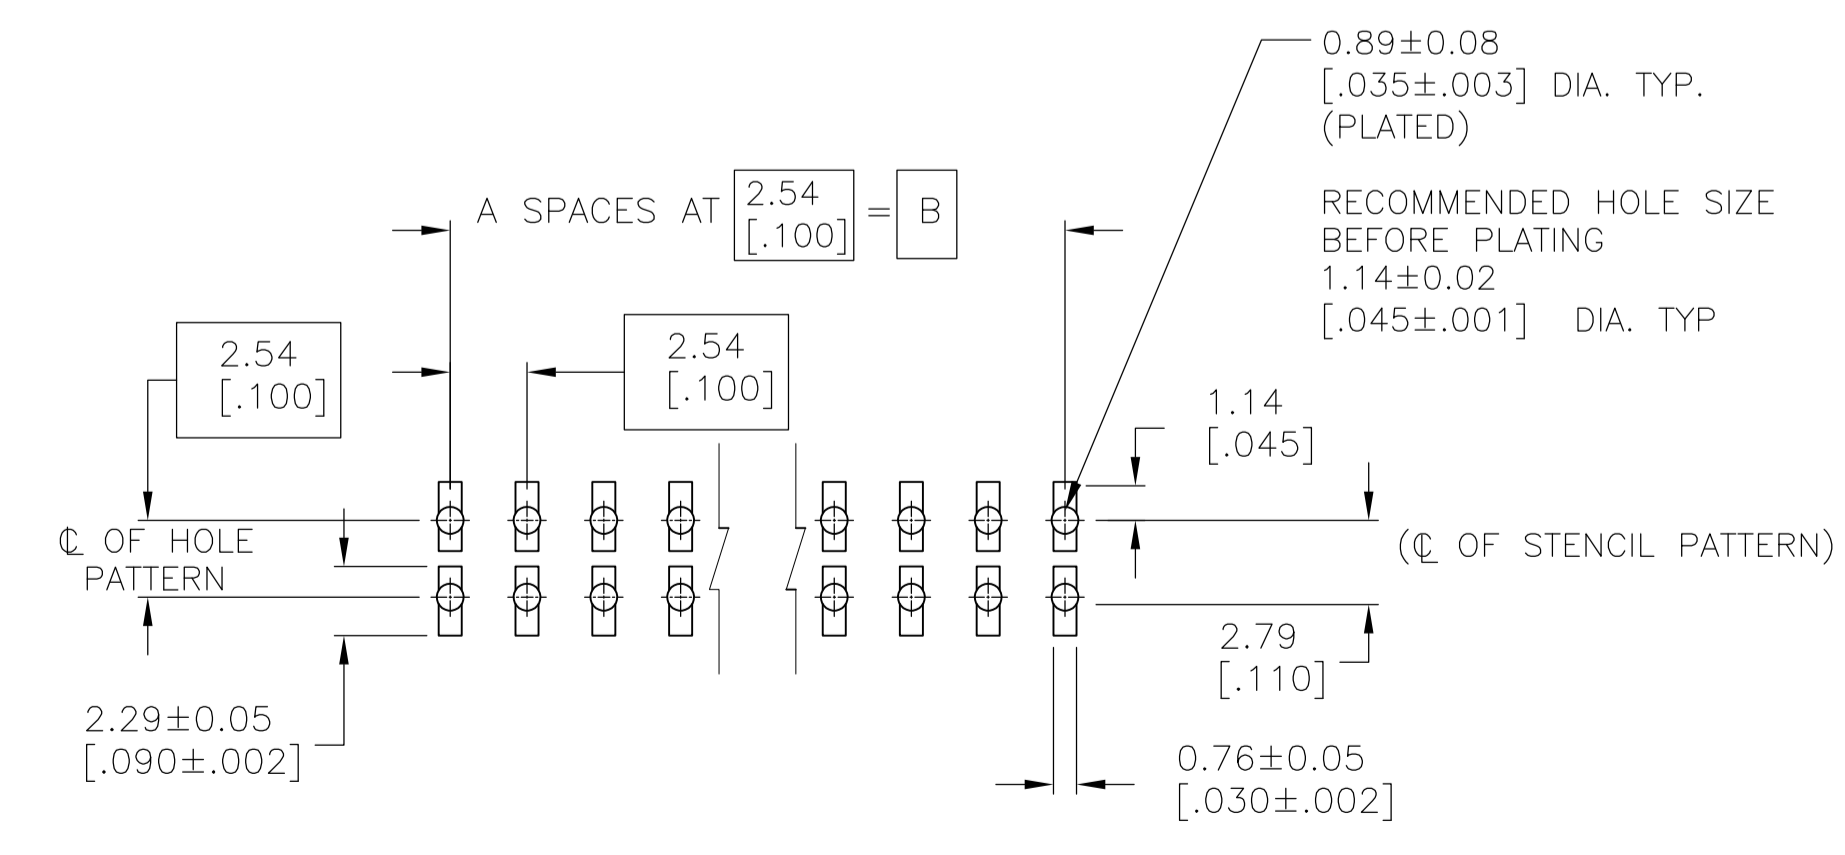 0.89±0.08
[.035±.003] DIA. TYP.
(PLATED)
RECOMMENDED HOLE SIZE
BEFORE PLATING
1.14±0.02
[.045±.001] DIA. TYP
A SPACES AT 2.54 [.100] = B
2.54
[.100]
2.54
[.100]
1.14
[.045]
℄ OF HOLE
PATTERN
(℄ OF STENCIL PATTERN)
2.79
[.110]
2.29±0.05
[.090±.002]
0.76±0.05
[.030±.002]